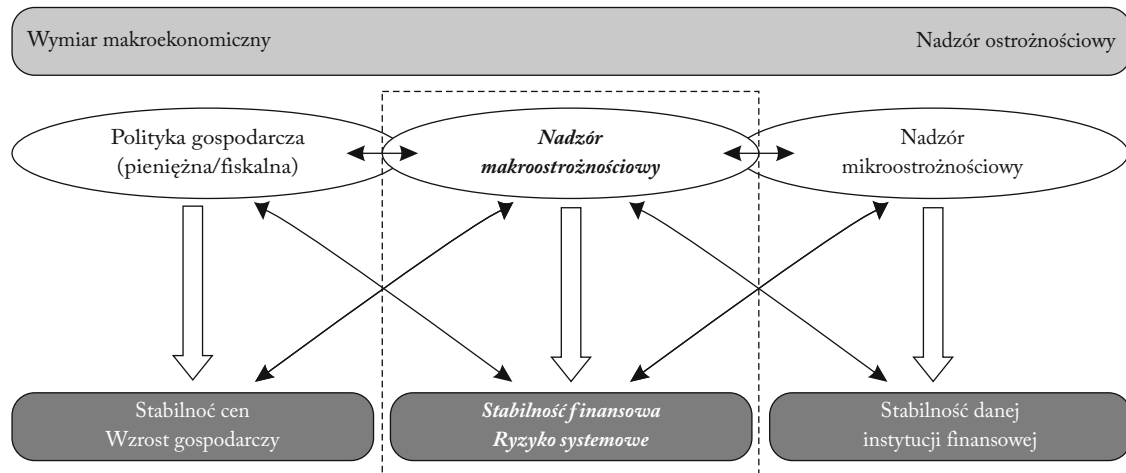 Wymiar makroekonomiczny
Nadzór ostrożnościowy
Polityka gospodarcza
(pieniężna/fiskalna)
Nadzór
makroostrożnościowy
Nadzór
mikroostrożnościowy
Stabilnoć cen
Wzrost gospodarczy
Stabilność finansowa
Ryzyko systemowe
Stabilność danej
instytucji finansowej